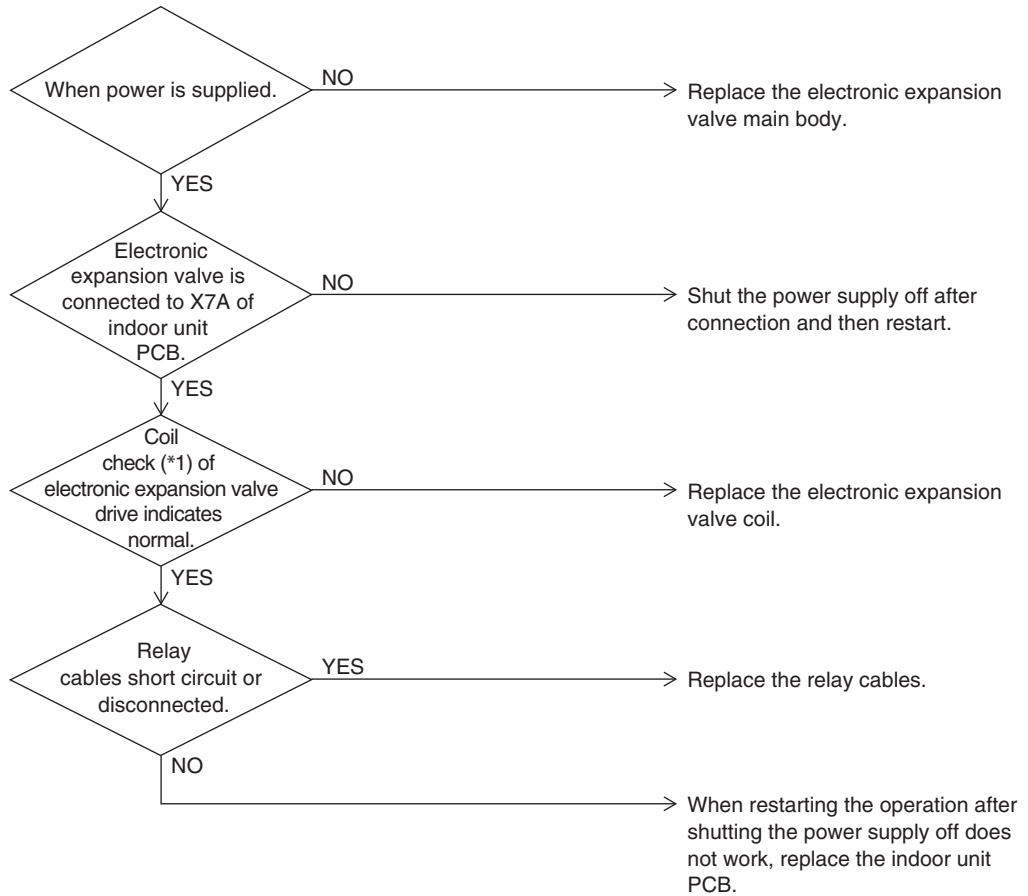 When power is supplied.
NO
Replace the electronic expansion
valve main body.
YES
Electronic
expansion valve is
connected to X7A of
indoor unit
PCB.
NO
Shut the power supply off after
connection and then restart.
YES
Coil
check (*1) of
electronic expansion valve
drive indicates
normal.
NO
Replace the electronic expansion
valve coil.
YES
Relay
cables short circuit or
disconnected.
YES
Replace the relay cables.
NO
When restarting the operation after
shutting the power supply off does
not work, replace the indoor unit
PCB.